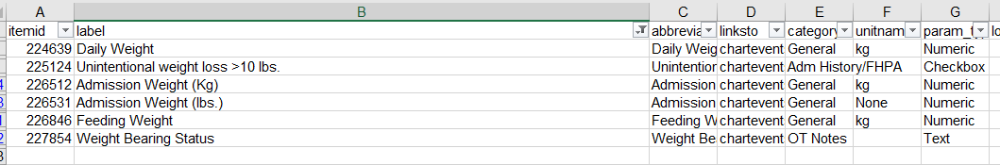 A B C D E F G
itemid label abbrevia linksto category unitnam param_ty lo
224639 Daily Weight Daily Weig chartevent General kg Numeric
225124 Unintentional weight loss >10 lbs. Unintention chartevent Adm History/FHPA Checkbox
226512 Admission Weight (Kg) Admission chartevent General kg Numeric
226531 Admission Weight (lbs.) Admission chartevent General None Numeric
226846 Feeding Weight Feeding W chartevent General kg Numeric
227854 Weight Bearing Status Weight Be chartevent OT Notes Text